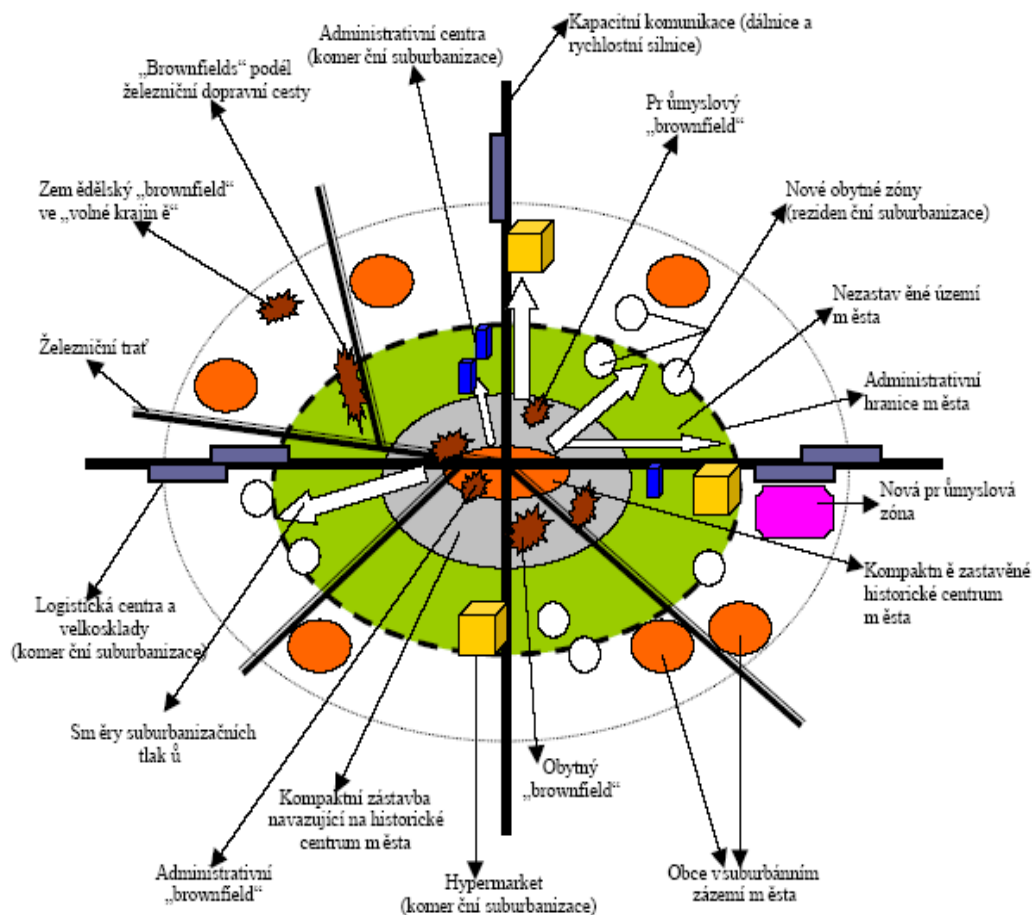 Administrativní centra
(komer ční suburbanizace)
Kapacitní komunikace (dálnice a
rychlostní silnice)
„Brownfields" podél
železniční dopravní cesty
Pr ůmyslový
„brownfield"
Zem ědělský „brownfield"
ve „volné krajin ě"
Nové obytné zóny
(reziden ční suburbanizace)
Nezastav ěné území
m ěsta
Železniční trať
Administrativní
hranice m ěsta
Nová pr ůmyslová
zóna
Kompaktn ě zastavěné
historické centrum
m ěsta
Logistická centra a
velkosklady
(komer ční suburbanizace)
Sm ěry suburbanizačních
tlak ů
Obytný
„brownfield"
Kompaktní zástavba
navazující na historické
centrum m ěsta
Administrativní
„brownfield"
Hypermarket
(komer ční suburbanizace)
Obce v suburbánním
zázemí m ěsta